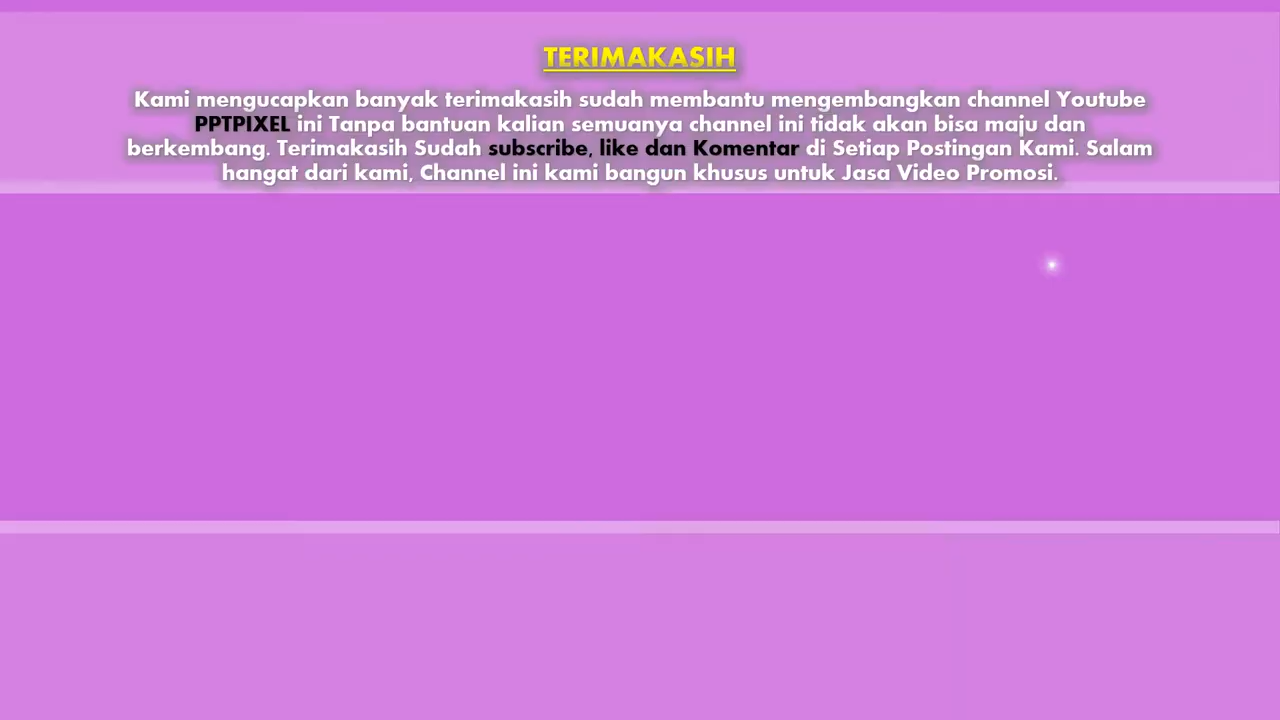 TERIMAKASIH
Kami mengucapkan banyak terimakasih sudah membantu mengembangkan channel Youtube
PPTPIXEL ini Tanpa bantuan kalian semuanya channel ini tidak akan bisa maju dan
berkembang. Terimakasih Sudah subscribe, like dan Komentar di Setiap Postingan Kami. Salam
hangat dari kami, Channel ini kami bangun khusus untuk Jasa Video Promosi.